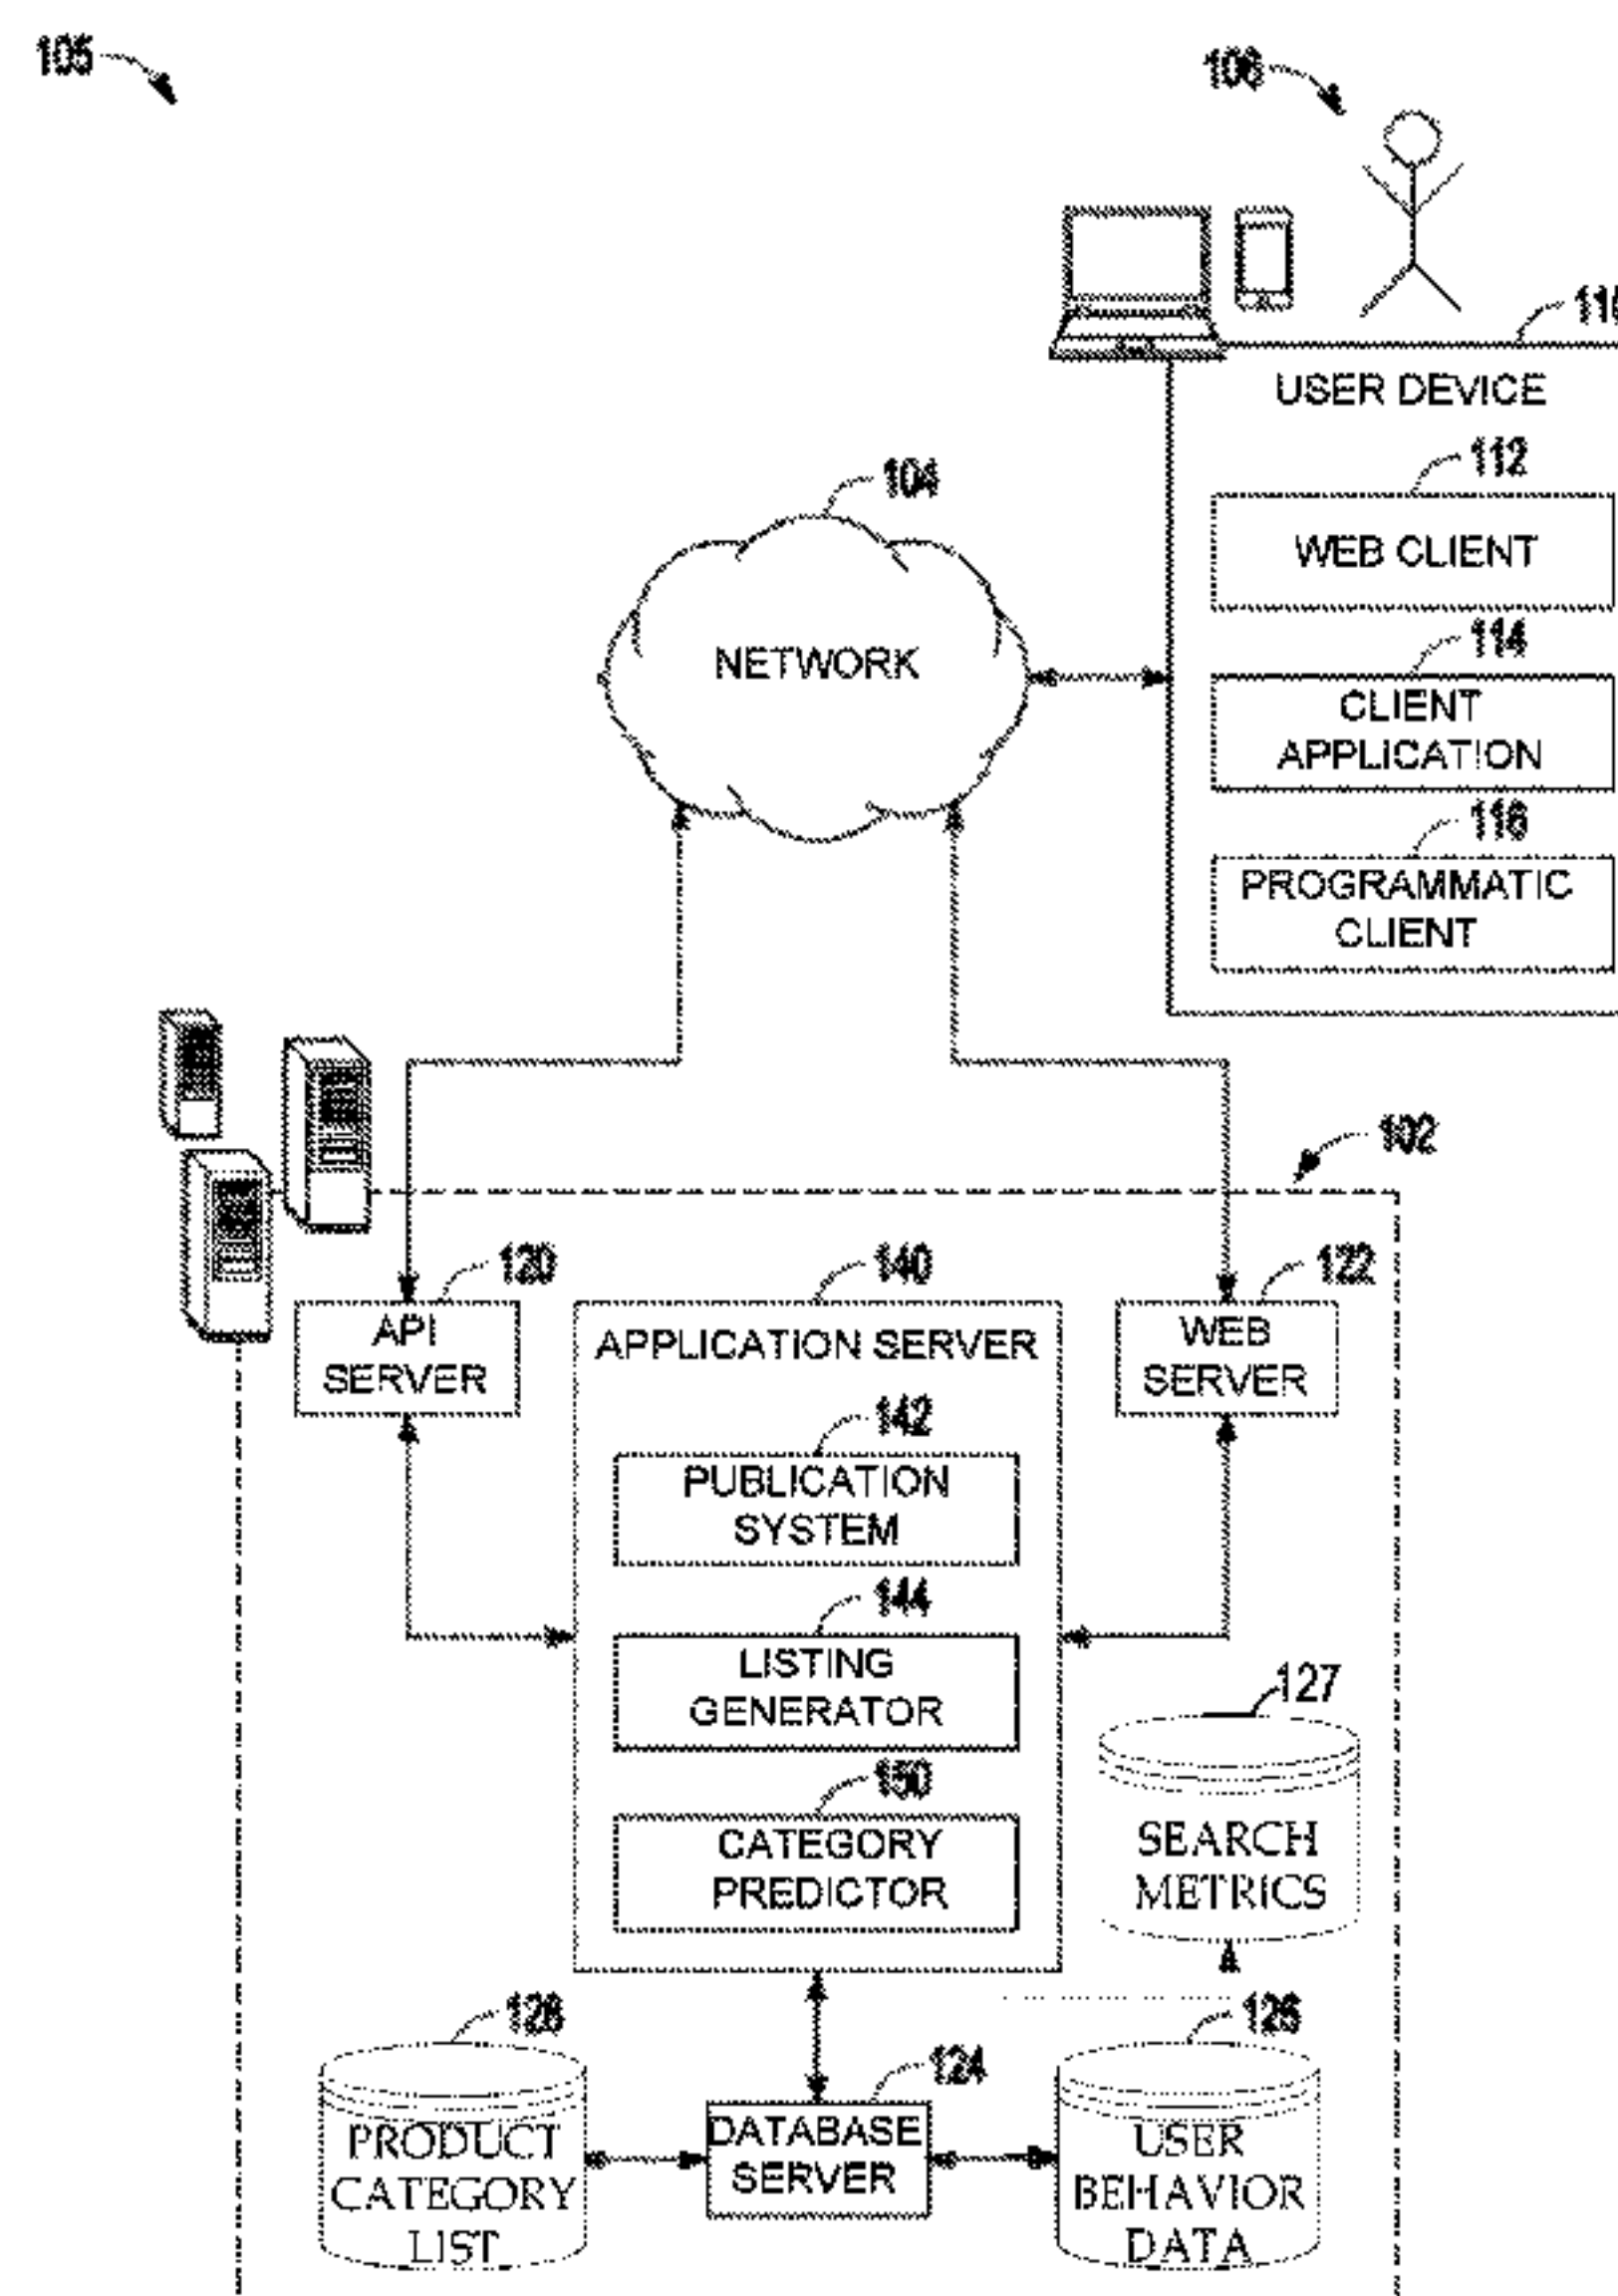 105
106
110
USER DEVICE
112
WEB CLIENT
104
NETWORK
114
CLIENT
APPLICATION
116
PROGRAMMATIC
CLIENT
102
120
API
SERVER
140
APPLICATION SERVER
122
WEB
SERVER
142
PUBLICATION
SYSTEM
144
LISTING
GENERATOR
127
SEARCH
METRICS
150
CATEGORY
PREDICTOR
PRODUCT
CATEGORY
LIST
124
DATABASE
SERVER
USER
BEHAVIOR
DATA